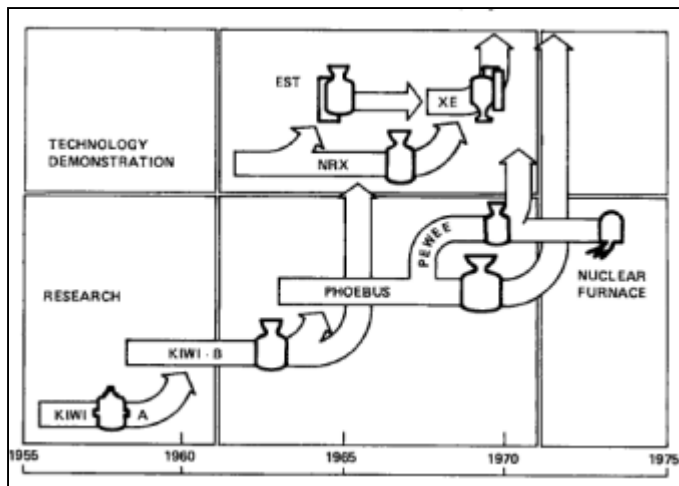 EST
XE
TECHNOLOGY
DEMONSTRATION
NRX
PEWEE
RESEARCH
PHOEBUS
NUCLEAR
FURNACE
KIWI - B
KIWI A
1955 1960 1965 1970 1975